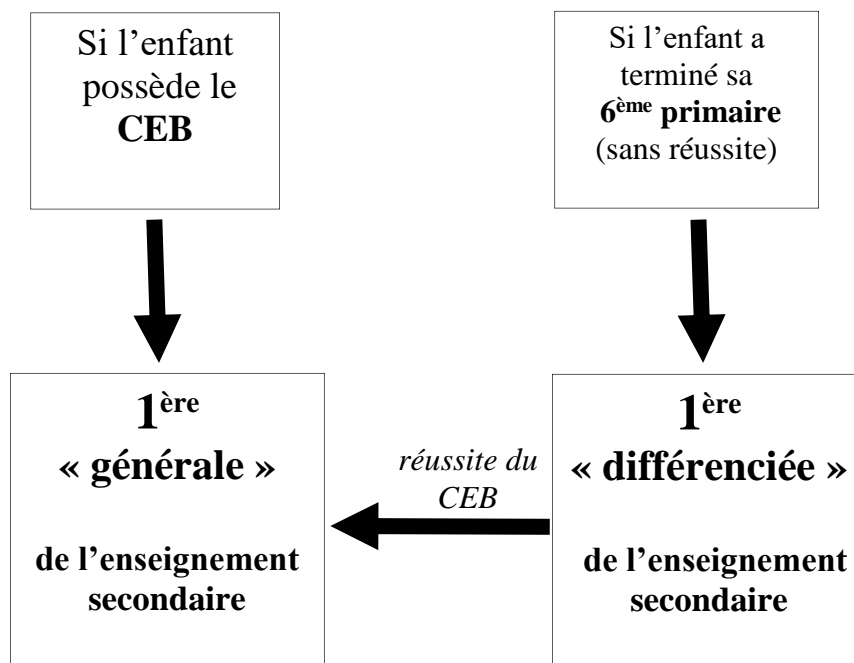 Si l’enfant
possède le
CEB
Si l’enfant a
terminé sa
6ème primaire
(sans réussite)
1ère
« générale »
de l’enseignement
secondaire
réussite du
CEB
1ère
« différenciée »
de l’enseignement
secondaire